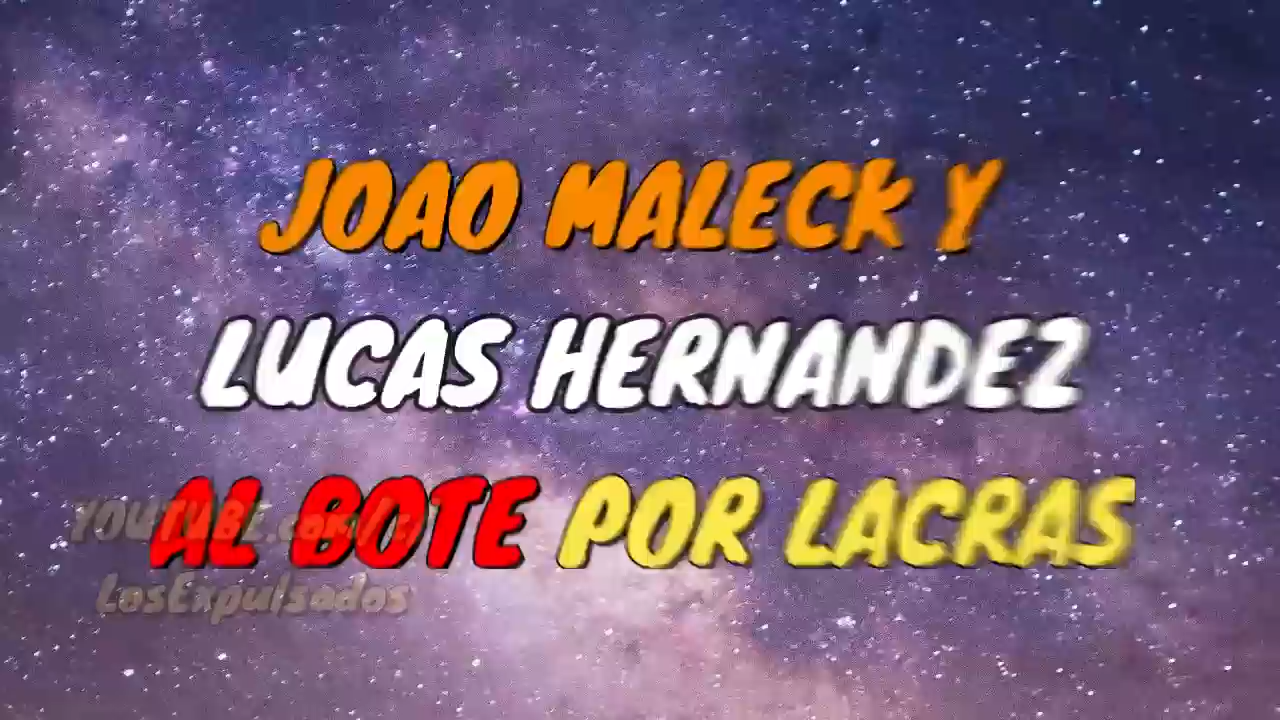 JOAO MALECK Y
LUCAS HERNANDEZ
AL BOTE POR LACRAS
YOUTUBE.com/c/
LosExpulsados